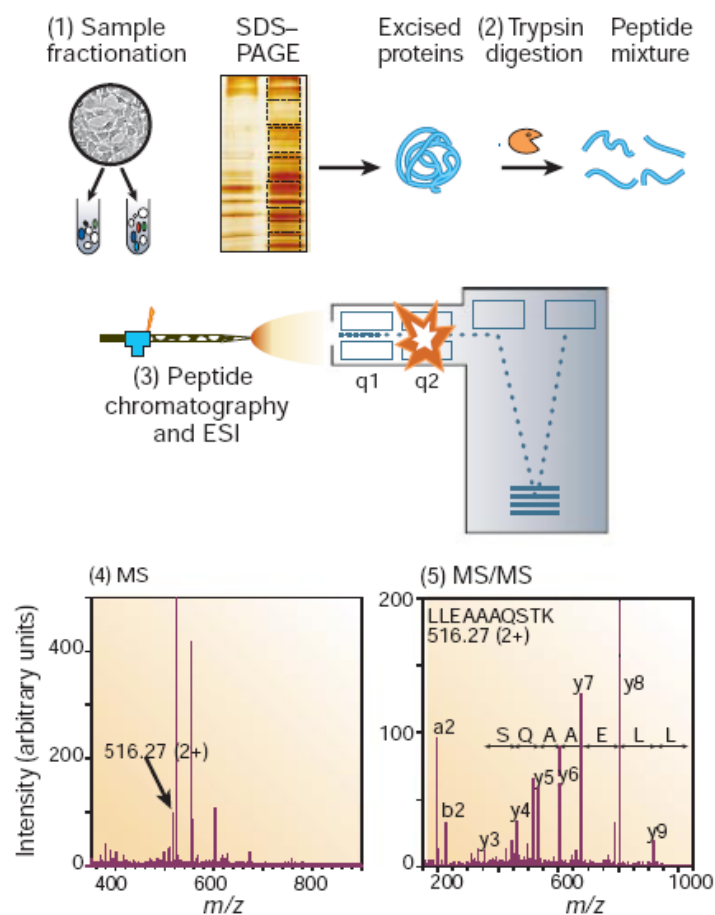 (1) Sample
fractionation
SDS–
PAGE
Excised
proteins
(2) Trypsin
digestion
Peptide
mixture
q1
q2
(3) Peptide
chromatography
and ESI
(4) MS
Intensity (arbitrary units)
400
200
0
516.27 (2+)
400
600
800
m/z
(5) MS/MS
200
100
0
LLEAAAQSTK
516.27 (2+)
a2
b2
y3
y4
y5
y6
y7
y8
y9
S Q A A E L L
200
600
1000
m/z